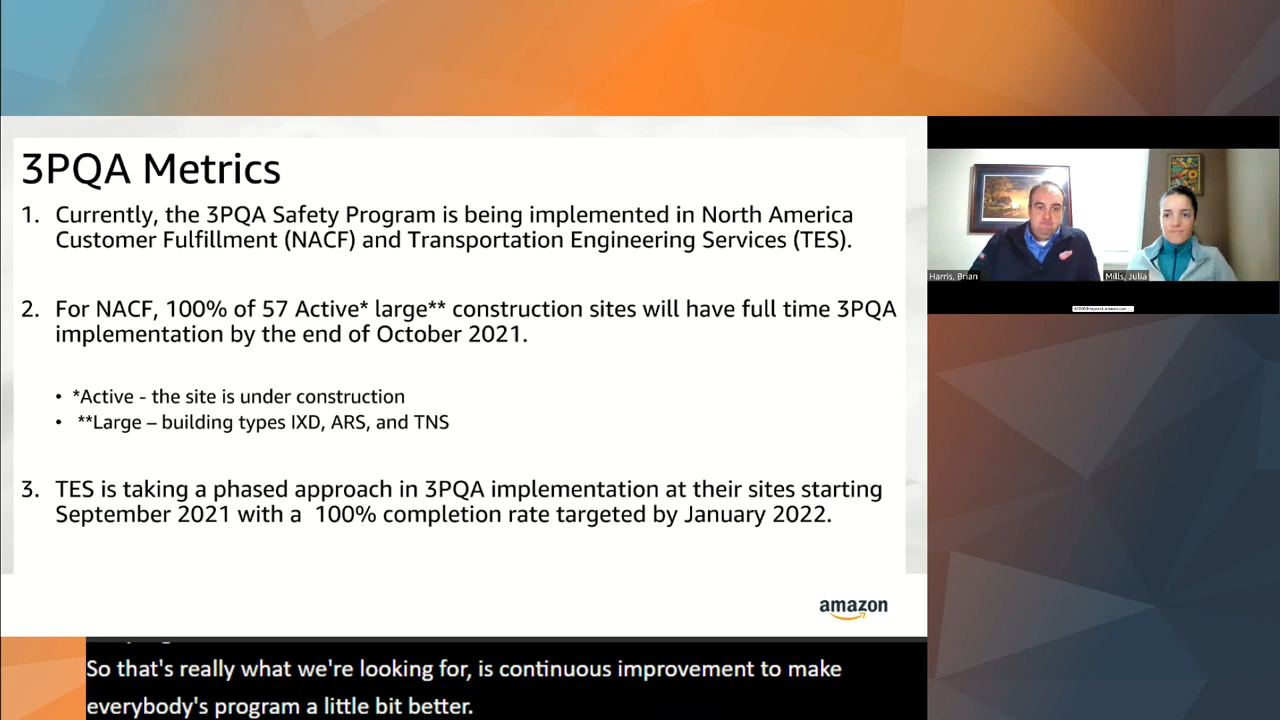 3PQA Metrics
1. Currently, the 3PQA Safety Program is being implemented in North America
Customer Fulfillment (NACF) and Transportation Engineering Services (TES).
2. For NACF, 100% of 57 Active* large** construction sites will have full time 3PQA
implementation by the end of October 2021.
• *Active - the site is under construction
• **Large – building types IXD, ARS, and TNS
3. TES is taking a phased approach in 3PQA implementation at their sites starting
September 2021 with a 100% completion rate targeted by January 2022.
amazon
So that's really what we're looking for, is continuous improvement to make
everybody's program a little bit better.
Harris, Brian
Mills, Julia